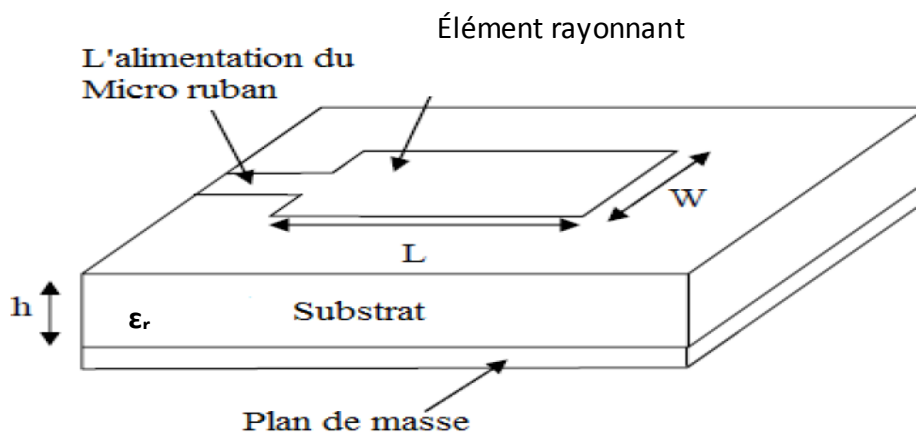 Élément rayonnant
L'alimentation du
Micro ruban
W
L
h
εᵣ
Substrat
Plan de masse